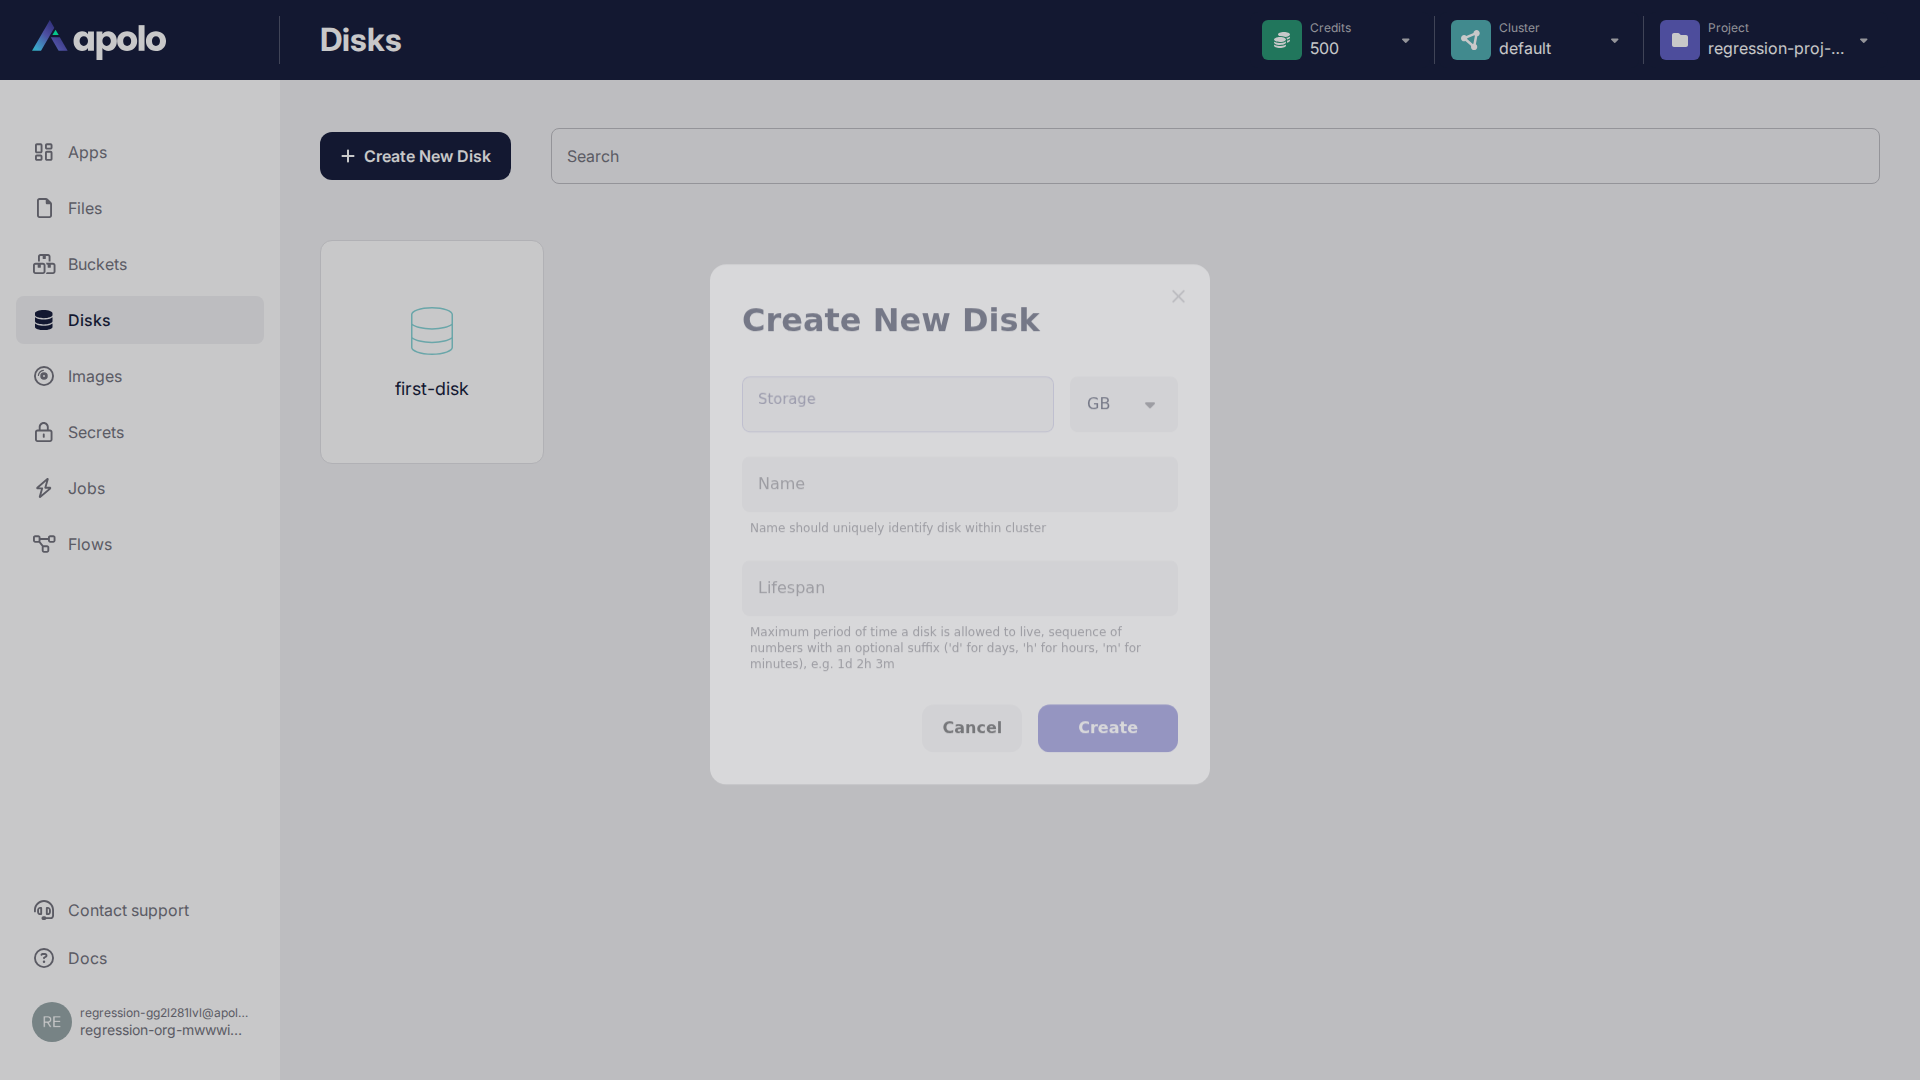 apolo
Disks
Credits
500
Cluster
default
Project
regression-proj-...
Apps
Files
Buckets
Disks
Images
Secrets
Jobs
Flows
Contact support
Docs
RE
regression-gg2l281lvl@apol...
regression-org-mwwwi...
Create New Disk
Search
first-disk
Create New Disk
Storage
GB
Name
Name should uniquely identify disk within cluster
Lifespan
Maximum period of time a disk is allowed to live, sequence of
numbers with an optional suffix ('d' for days, 'h' for hours, 'm' for
minutes), e.g. 1d 2h 3m
Cancel
Create